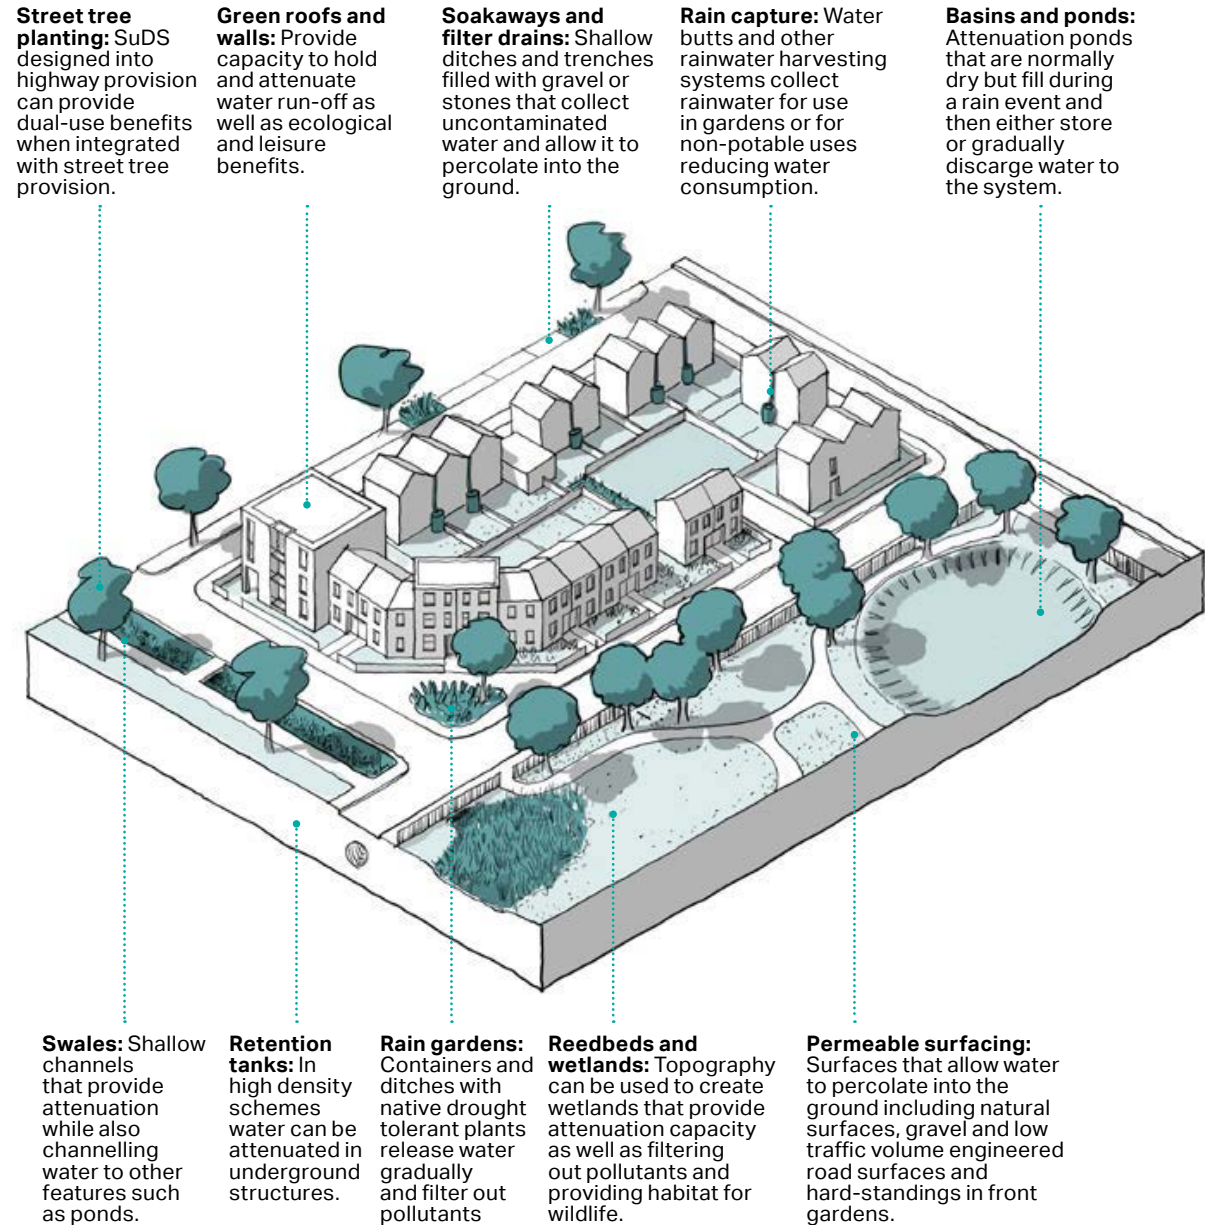 Street tree
planting: SuDS
designed into
highway provision
can provide
dual-use benefits
when integrated
with street tree
provision.
Green roofs and
walls: Provide
capacity to hold
and attenuate
water run-off as
well as ecological
and leisure
benefits.
Soakaways and
filter drains: Shallow
ditches and trenches
filled with gravel or
stones that collect
uncontaminated
water and allow it to
percolate into the
ground.
Rain capture: Water
butts and other
rainwater harvesting
systems collect
rainwater for use
in gardens or for
non-potable uses
reducing water
consumption.
Basins and ponds:
Attenuation ponds
that are normally
dry but fill during
a rain event and
then either store
or gradually
discarge water to
the system.
Swales: Shallow
channels
that provide
attenuation
while also
channelling
water to other
features such
as ponds.
Retention
tanks: In
high density
schemes
water can be
attenuated in
underground
structures.
Rain gardens:
Containers and
ditches with
native drought
tolerant plants
release water
gradually
and filter out
pollutants
Reedbeds and
wetlands: Topography
can be used to create
wetlands that provide
attenuation capacity
as well as filtering
out pollutants and
providing habitat for
wildlife.
Permeable surfacing:
Surfaces that allow water
to percolate into the
ground including natural
surfaces, gravel and low
traffic volume engineered
road surfaces and
hard-standings in front
gardens.